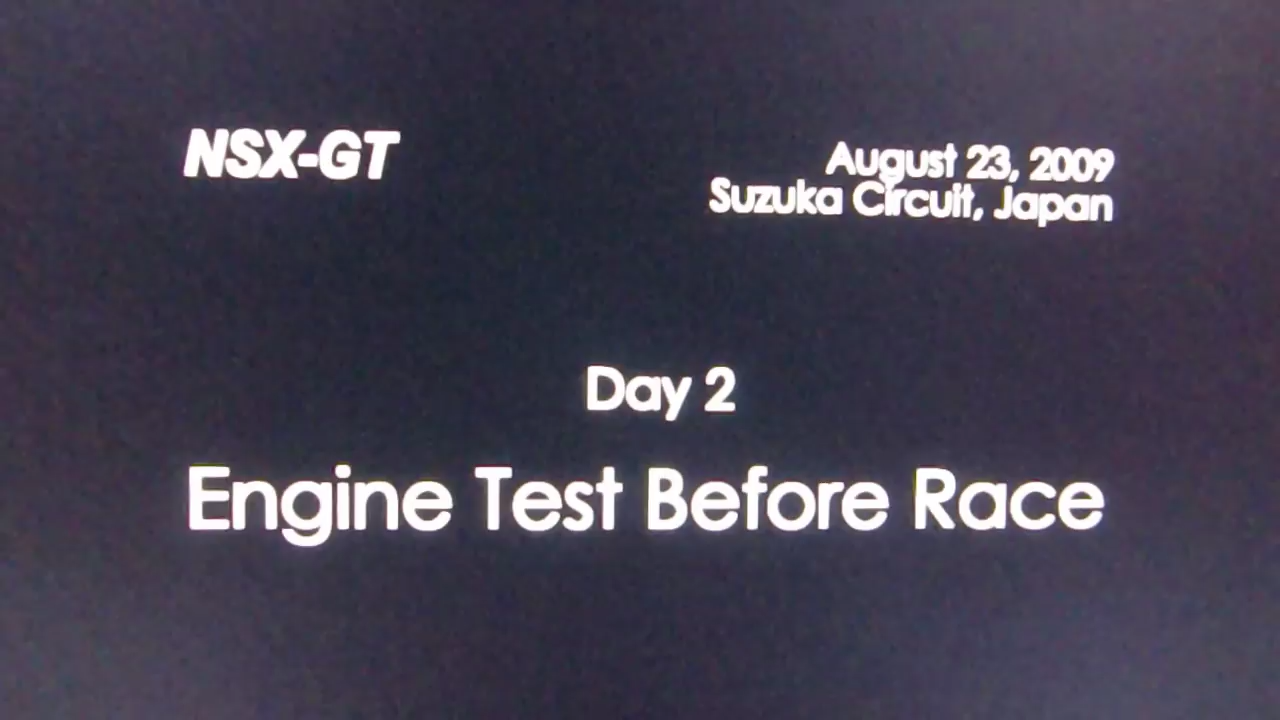 NSX-GT
August 23, 2009
Suzuka Circuit, Japan
Day 2
Engine Test Before Race